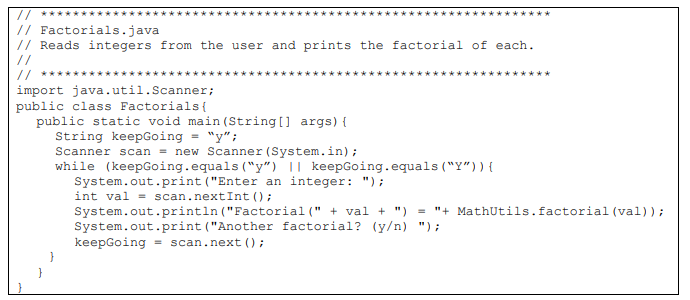 // ****************************************************************
// Factorials.java
// Reads integers from the user and prints the factorial of each.
//
// ****************************************************************
import java.util.Scanner;
public class Factorials{
public static void main(String[] args){
String keepGoing = “y”;
Scanner scan = new Scanner(System.in);
while (keepGoing.equals(“y”) || keepGoing.equals(“Y”)){
System.out.print("Enter an integer: ");
int val = scan.nextInt();
System.out.println("Factorial(" + val + ") = "+ MathUtils.factorial(val));
System.out.print("Another factorial? (y/n) ");
keepGoing = scan.next();
}
}
}